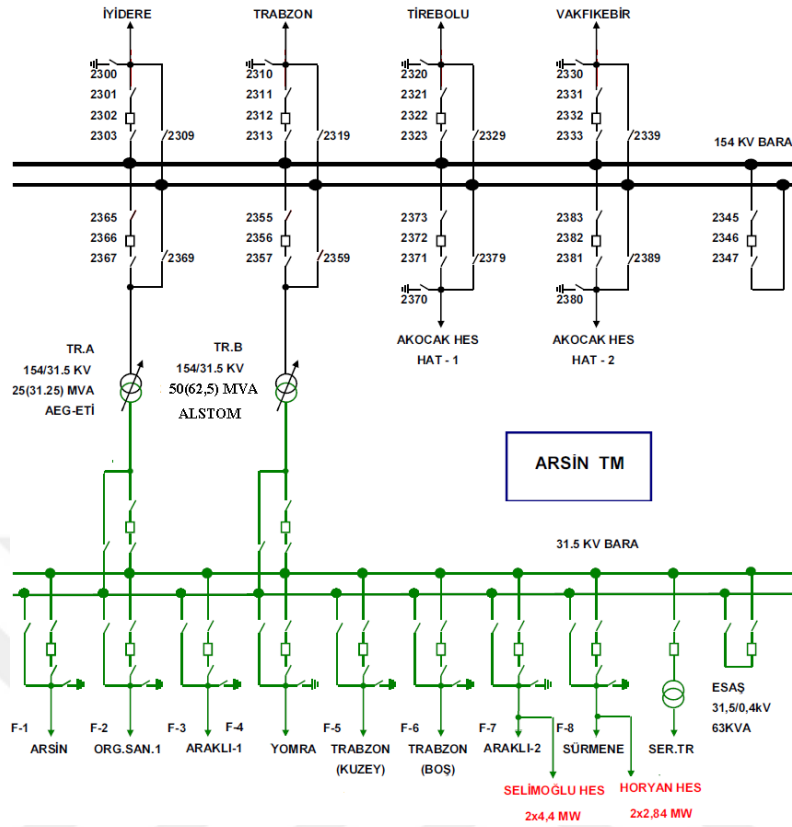 İYİDERE
TRABZON
TİREBOLU
VAKFIKEBİR
2300
2310
2320
2330
2301
2311
2321
2331
2302
2312
2322
2332
2303
2309
2313
2319
2323
2329
2333
2339
154 KV BARA
2365
2355
2373
2383
2345
2366
2356
2372
2382
2346
2367
2369
2357
2359
2371
2379
2381
2389
2347
2370
2380
AKOCAK HES
HAT - 1
AKOCAK HES
HAT - 2
TR.A
154/31.5 KV
25(31.25) MVA
AEG-ETİ
TR.B
154/31.5 KV
50(62,5) MVA
ALSTOM
ARSİN TM
31.5 KV BARA
ESAŞ
31,5/0,4kV
63KVA
F-1
F-2
F-3
F-4
F-5
F-6
F-7
F-8
ARSİN
ORG.SAN.1
ARAKLI-1
YOMRA
TRABZON
(KUZEY)
TRABZON
(BOŞ)
ARAKLI-2
SÜRMENE
SER.TR
SELİMOĞLU HES
2x4,4 MW
HORYAN HES
2x2,84 MW